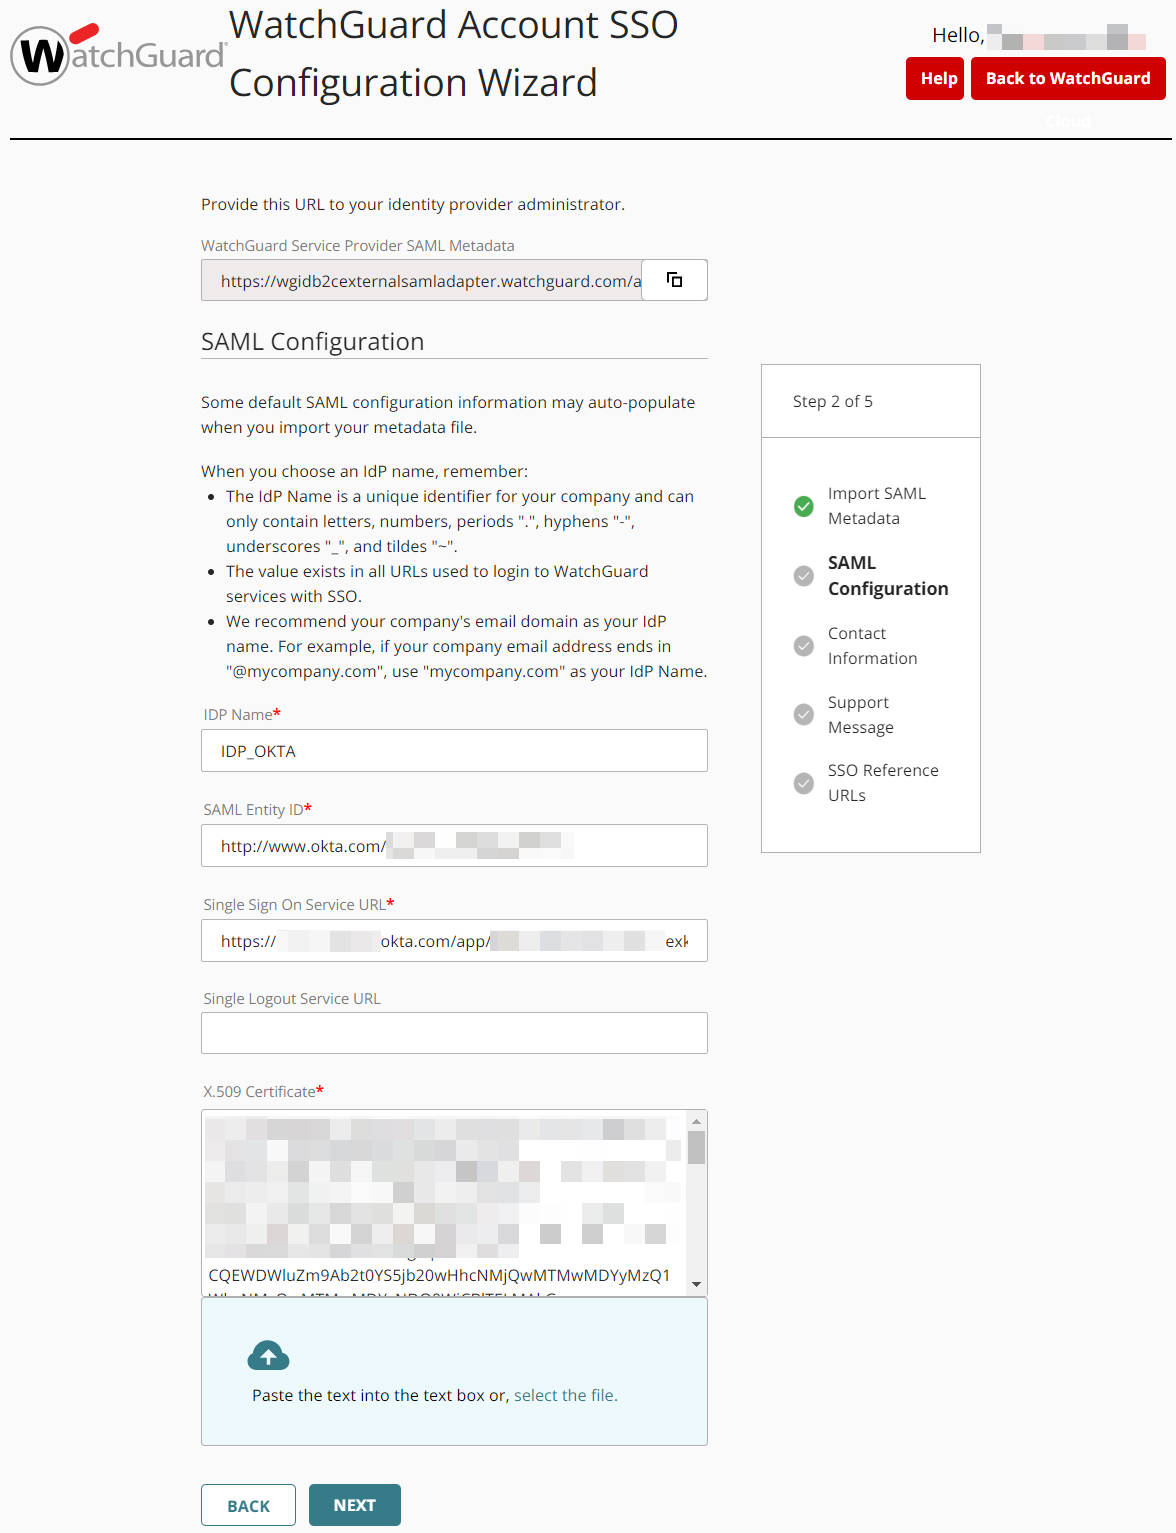 WatchGuard
WatchGuard Account SSO
Configuration Wizard
Hello,
Help
Back to WatchGuard
Cloud
Provide this URL to your identity provider administrator.
WatchGuard Service Provider SAML Metadata
https://wgidb2cexternalsamladapter.watchguard.com/a
SAML Configuration
Some default SAML configuration information may auto-populate
when you import your metadata file.
When you choose an IdP name, remember:
• The IdP Name is a unique identifier for your company and can
only contain letters, numbers, periods ".", hyphens "-",
underscores "_", and tildes "~".
• The value exists in all URLs used to login to WatchGuard
services with SSO.
• We recommend your company's email domain as your IdP
name. For example, if your company email address ends in
"@mycompany.com", use "mycompany.com" as your IdP Name.
IDP Name*
IDP_OKTA
SAML Entity ID*
http://www.okta.com/
Single Sign On Service URL*
https:// okta.com/app/ exk
Single Logout Service URL
X.509 Certificate*
CQEWDWluZm9Ab2t0YS5jb20wHhcNMjQwMTMwMDYyMzQ1
Paste the text into the text box or, select the file.
BACK
NEXT
Step 2 of 5
Import SAML
Metadata
SAML
Configuration
Contact
Information
Support
Message
SSO Reference
URLs